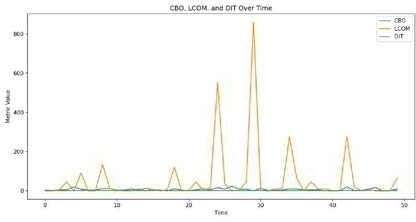 CBO, LCOM, and DIT Over Time
CBO
LCOM
DIT
800
600
400
200
0
Metric Value
0
10
20
30
40
50
Time